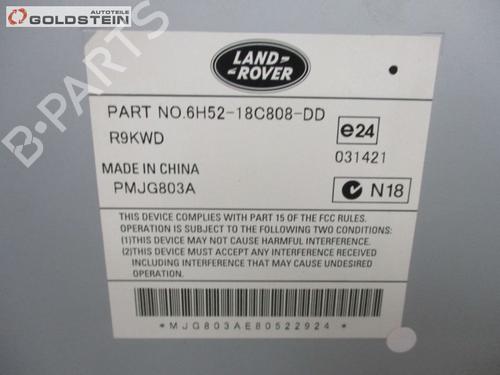 AUTOTEILE
GOLDSTEIN
B-PARTS
LAND-
ROVER
PART NO.6H52-18C808-DD
R9KWD
e24
031421
MADE IN CHINA
PMJG803A
N18
THIS DEVICE COMPLIES WITH PART 15 OF THE FCC RULES.
OPERATION IS SUBJECT TO THE FOLLOWING TWO CONDITIONS:
(1)THIS DEVICE MAY NOT CAUSE HARMFUL INTERFERENCE.
(2)THIS DEVICE MUST ACCEPT ANY INTERFERENCE RECEIVED
INCLUDING INTERFERENCE THAT MAY CAUSE UNDESIRED
OPERATION.
*MJG803AE80522924*